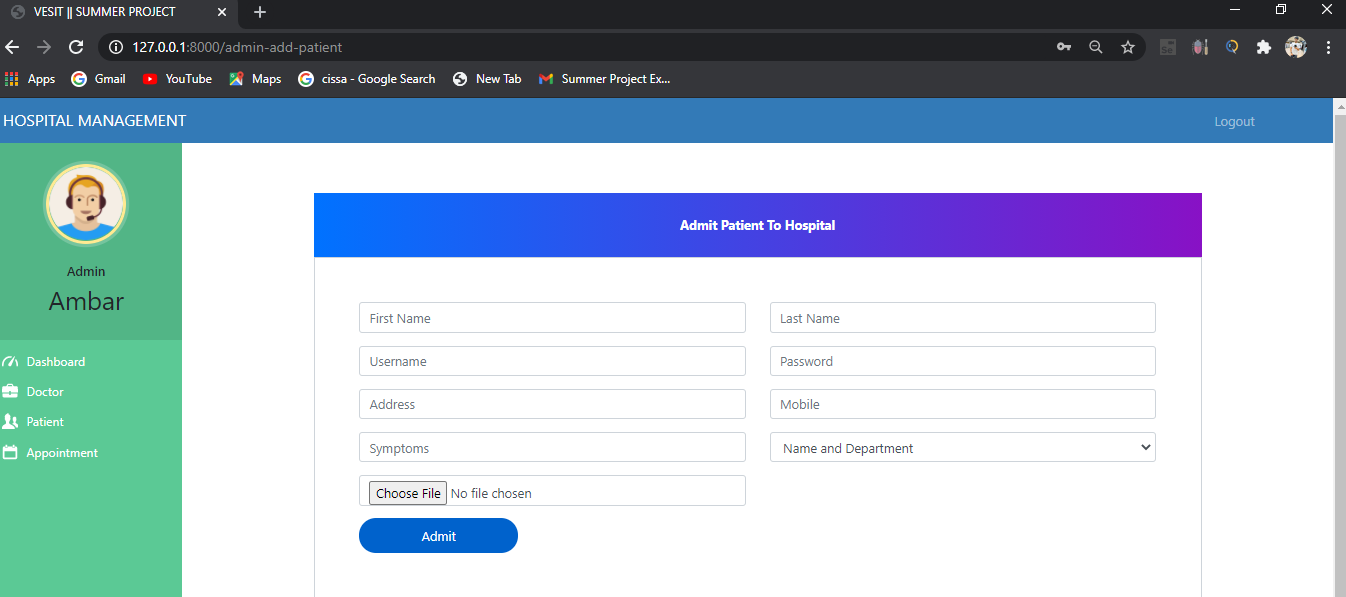 VESIT || SUMMER PROJECT
127.0.0.1:8000/admin-add-patient
Apps Gmail YouTube Maps cissa - Google Search New Tab Summer Project Ex...
HOSPITAL MANAGEMENT Logout
Admin
Ambar
Dashboard
Doctor
Patient
Appointment
Admit Patient To Hospital
First Name Last Name
Username Password
Address Mobile
Symptoms Name and Department
Choose File No file chosen
Admit